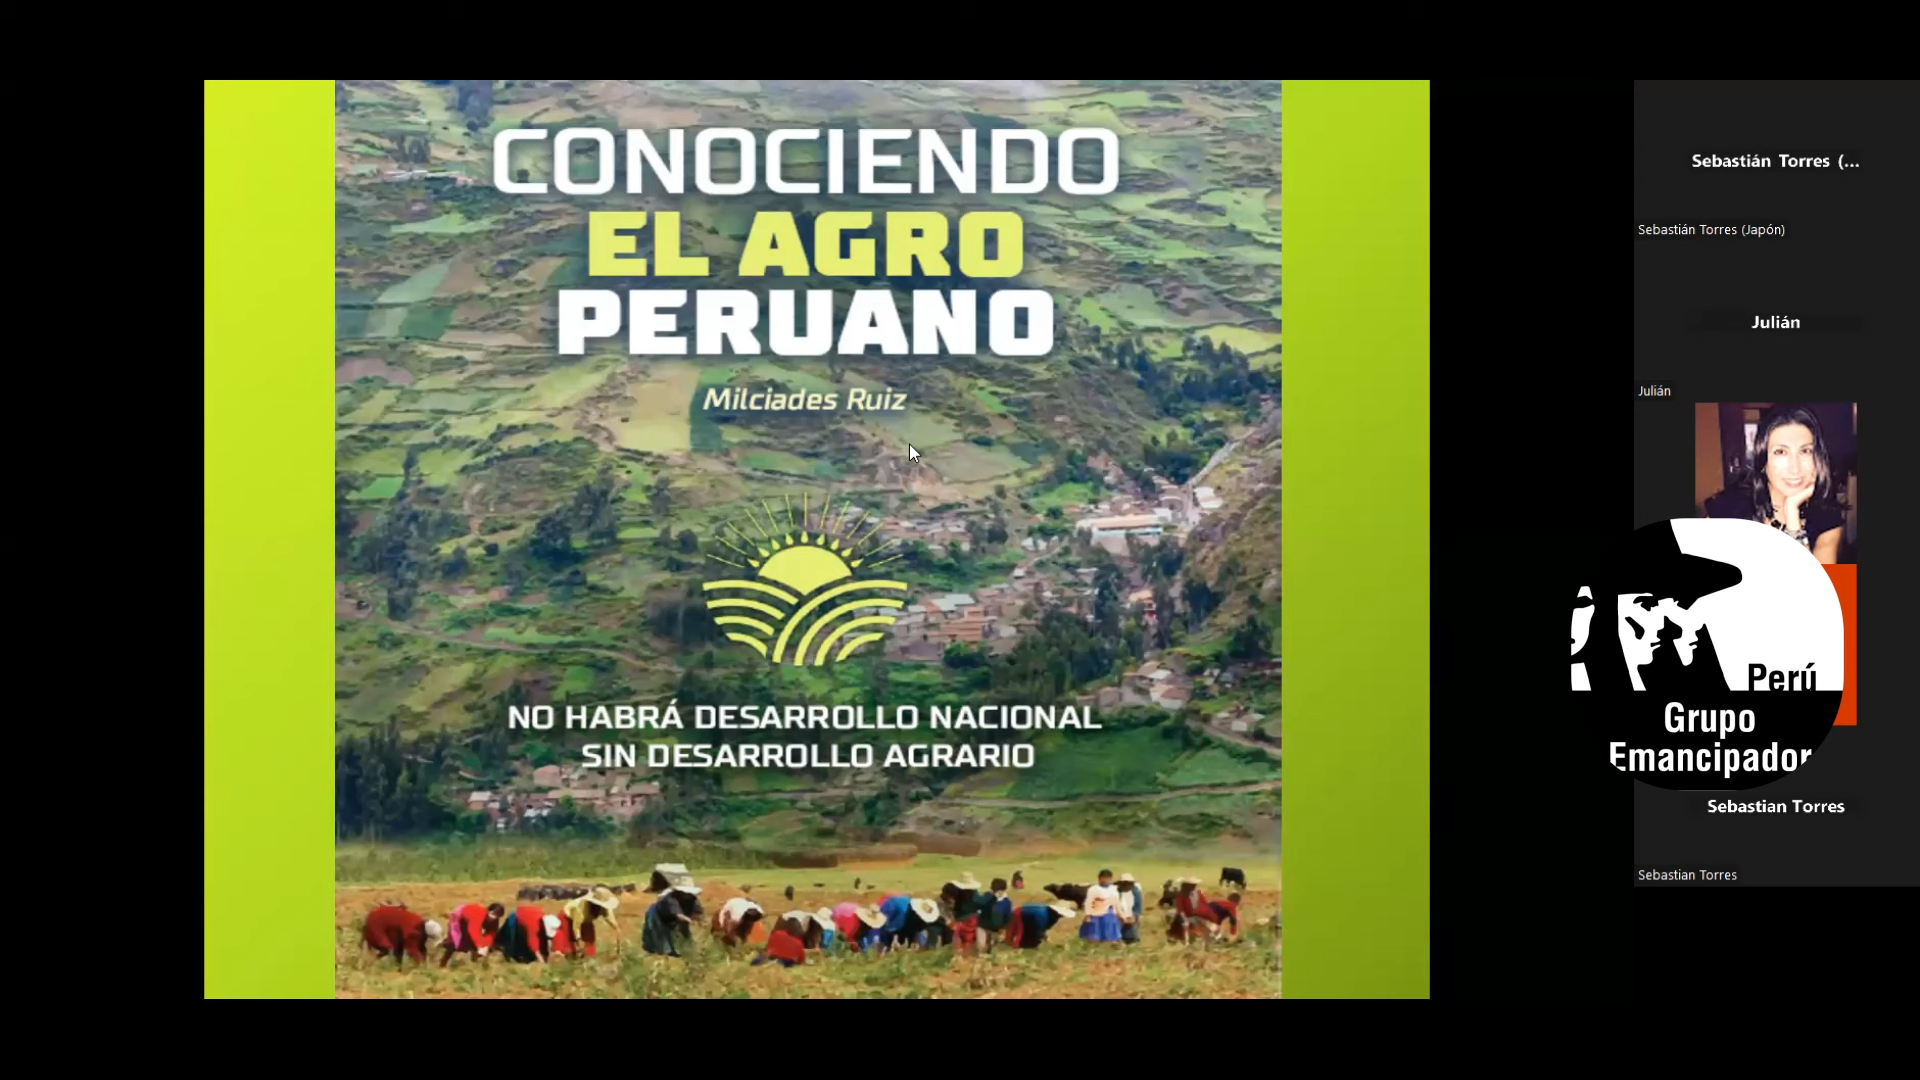 CONOCIENDO
EL AGRO
PERUANO
Milciades Ruiz
NO HABRÁ DESARROLLO NACIONAL
SIN DESARROLLO AGRARIO
Sebastián Torres (...
Sebastián Torres (Japón)
Julián
Julián
Perú
Grupo
Emancipador
Sebastian Torres
Sebastian Torres